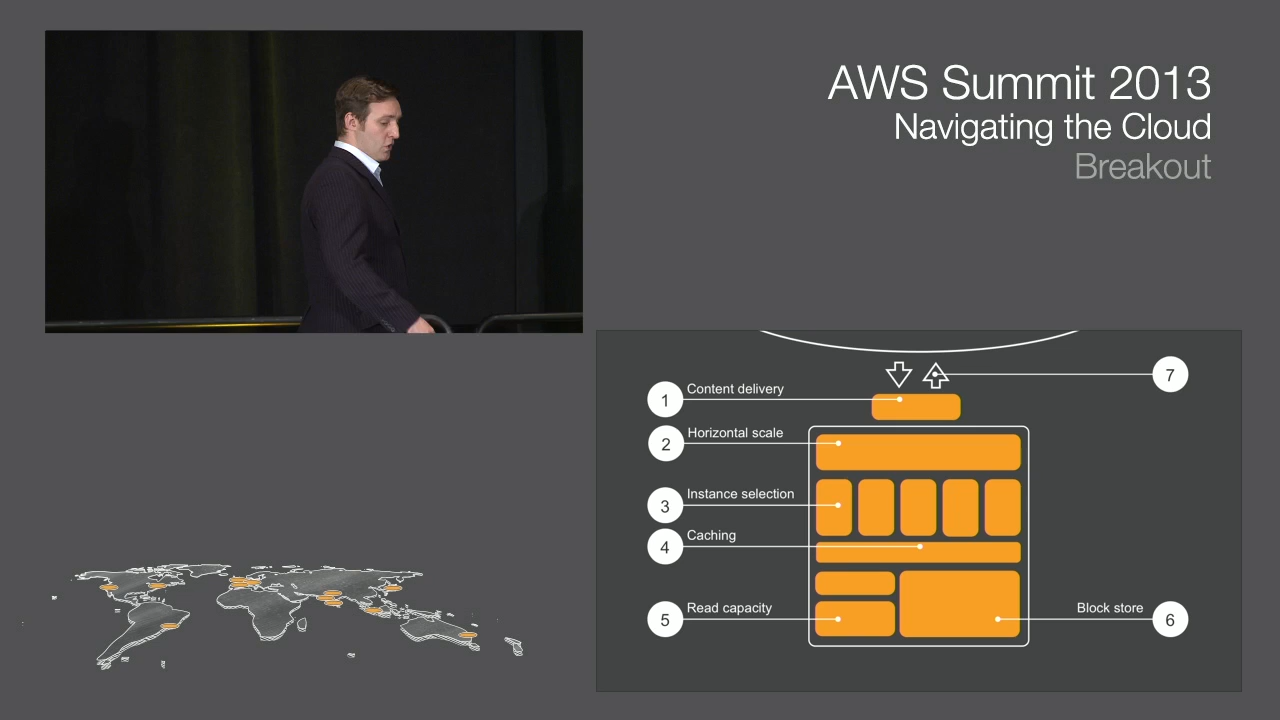 AWS Summit 2013
Navigating the Cloud
Breakout
7
1 Content delivery
2 Horizontal scale
3 Instance selection
4 Caching
5 Read capacity
Block store 6